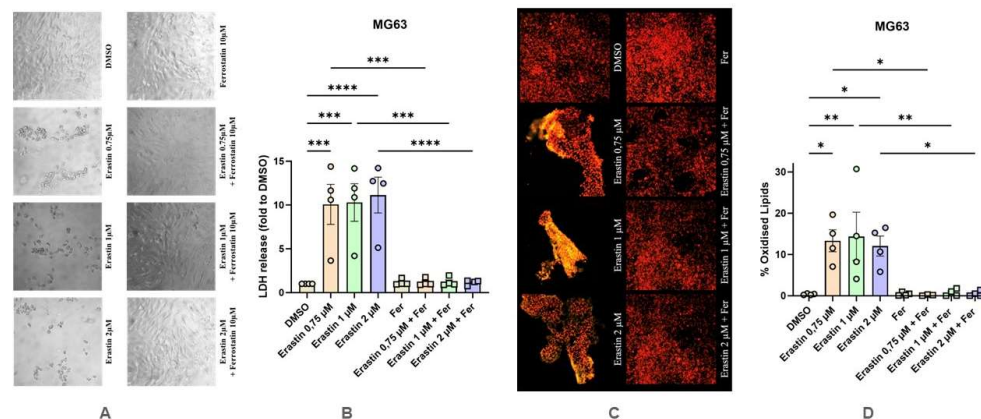 DMSO
Ferrostatin 10µM
Erastin 0.75µM
Erastin 0.75µM
+ Ferrostatin 10µM
Erastin 1µM
Erastin 1µM
+ Ferrostatin 10µM
Erastin 2µM
Erastin 2µM
+ Ferrostatin 10µM
A
MG63
***
****
*** ***
*** ****
LDH release (fold to DMSO)
15
10
5
0
DMSO
Erastin 0,75 µM
Erastin 1 µM
Erastin 2 µM
Fer
Erastin 0,75 µM + Fer
Erastin 1 µM + Fer
Erastin 2 µM + Fer
B
DMSO
Fer
Erastin 0,75 µM
Erastin 0,75 µM + Fer
Erastin 1 µM
Erastin 1 µM + Fer
Erastin 2 µM
Erastin 2 µM + Fer
C
MG63
*
*
** **
* *
% Oxidised Lipids
40
30
20
10
0
DMSO
Erastin 0,75 µM
Erastin 1 µM
Erastin 2 µM
Fer
Erastin 0,75 µM + Fer
Erastin 1 µM + Fer
Erastin 2 µM + Fer
D